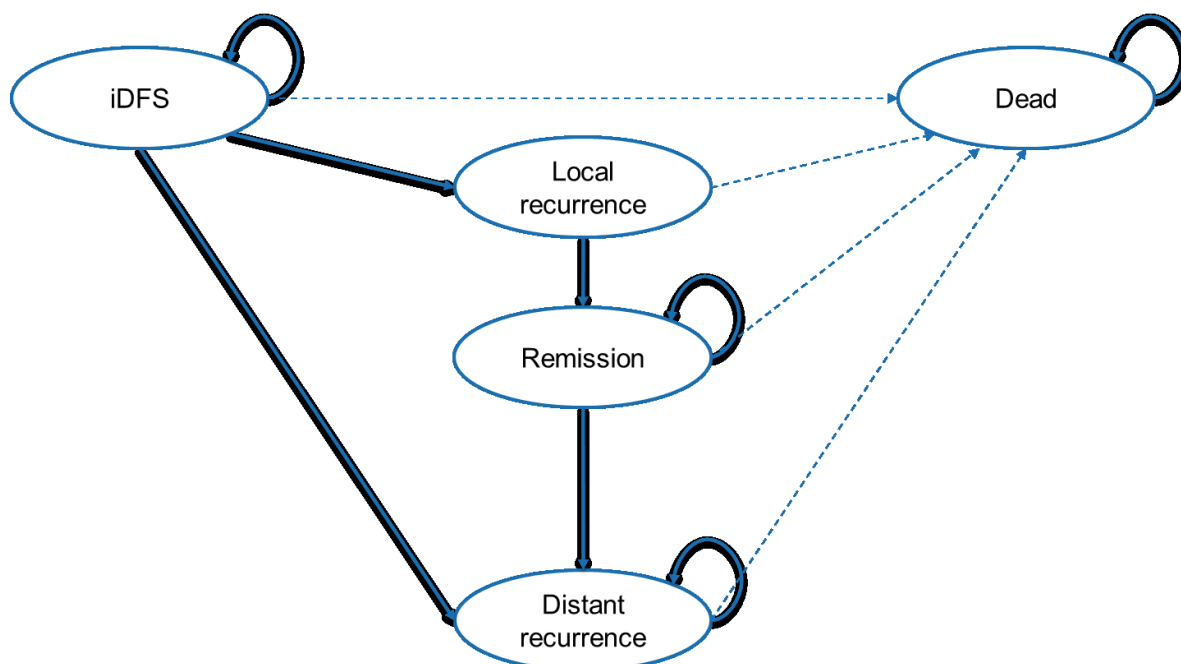 iDFS
Dead
Local
recurrence
Remission
Distant
recurrence